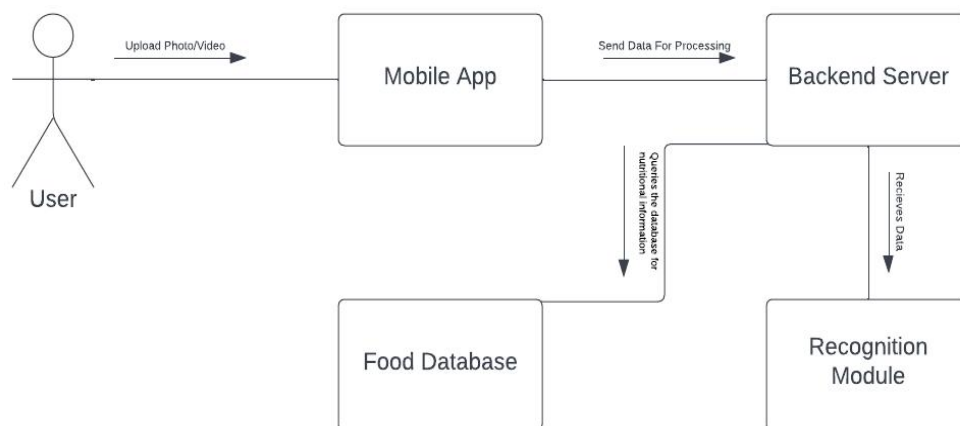 Upload Photo/Video
Send Data For Processing
Mobile App
Backend Server
Queries the database for
nutritional information
Recieves Data
User
Food Database
Recognition
Module